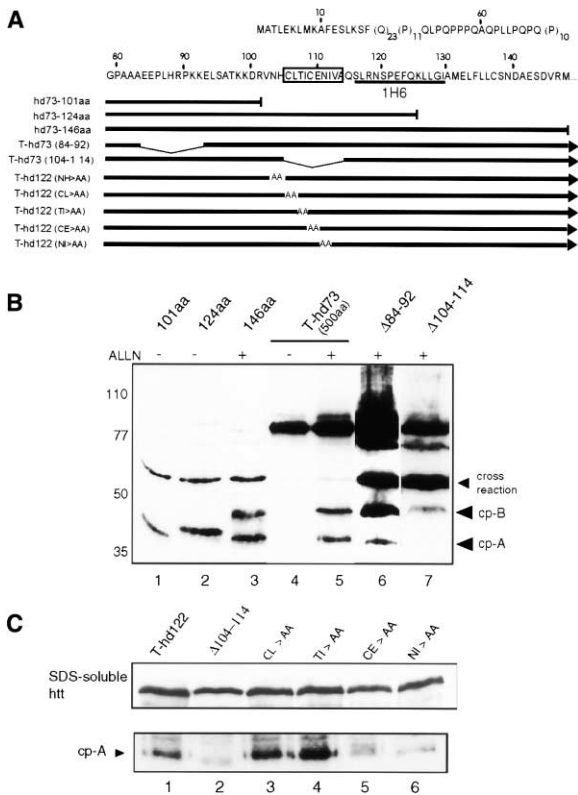 A
10 60
MATLEKLMKAFESLKSF (Q)23(P)11QLPQPPPQAQPLLPQPQ (P)10
80 90 100 110 120 130 140
GPAAAEEPLHRPKKELSATKKDRVNHCLTICENIVAQSLRNSPEFQKLLGIAMELFLLCSNDAESDVRM...
1H6
hd73-101aa
hd73-124aa
hd73-146aa
T-hd73 (84-92)
T-hd73 (104-1 14)
T-hd122 (NH>AA) AA
T-hd122 (CL>AA) AA
T-hd122 (TI>AA) AA
T-hd122 (CE>AA) AA
T-hd122 (NI>AA) AA
B
101aa 124aa 146aa T-hd73 (500aa) Δ84-92 Δ104-114
ALLN - - + - + + +
110
77
50
35
cross reaction
cp-B
cp-A
1 2 3 4 5 6 7
C
T-hd122 Δ104-114 CL > AA TI > AA CE > AA NI > AA
SDS-soluble
htt
cp-A
1 2 3 4 5 6